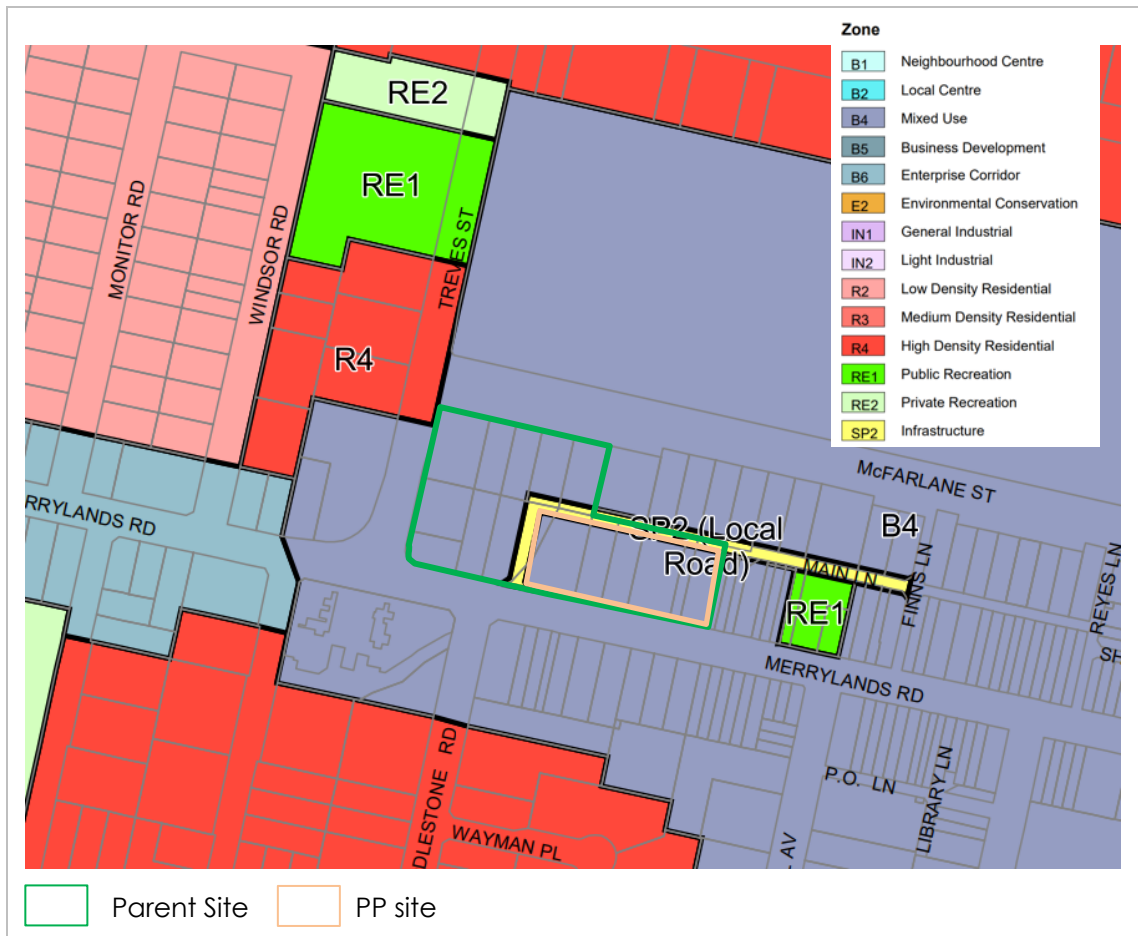 Zone
B1 Neighbourhood Centre
B2 Local Centre
B4 Mixed Use
B5 Business Development
B6 Enterprise Corridor
E2 Environmental Conservation
IN1 General Industrial
IN2 Light Industrial
R2 Low Density Residential
R3 Medium Density Residential
R4 High Density Residential
RE1 Public Recreation
RE2 Private Recreation
SP2 Infrastructure
RE2
RE1
MONITOR RD
WINDSOR RD
TREVES ST
R4
McFARLANE ST
RRYLANDS RD
B4
SP2 (Local
Road)
MAIN LN
FINNS LN
REYES LN
RE1
SH
MERRYLANDS RD
P.O. LN
LIBRARY LN
DLESTONE RD
WAYMAN PL
AV
Parent Site
PP site